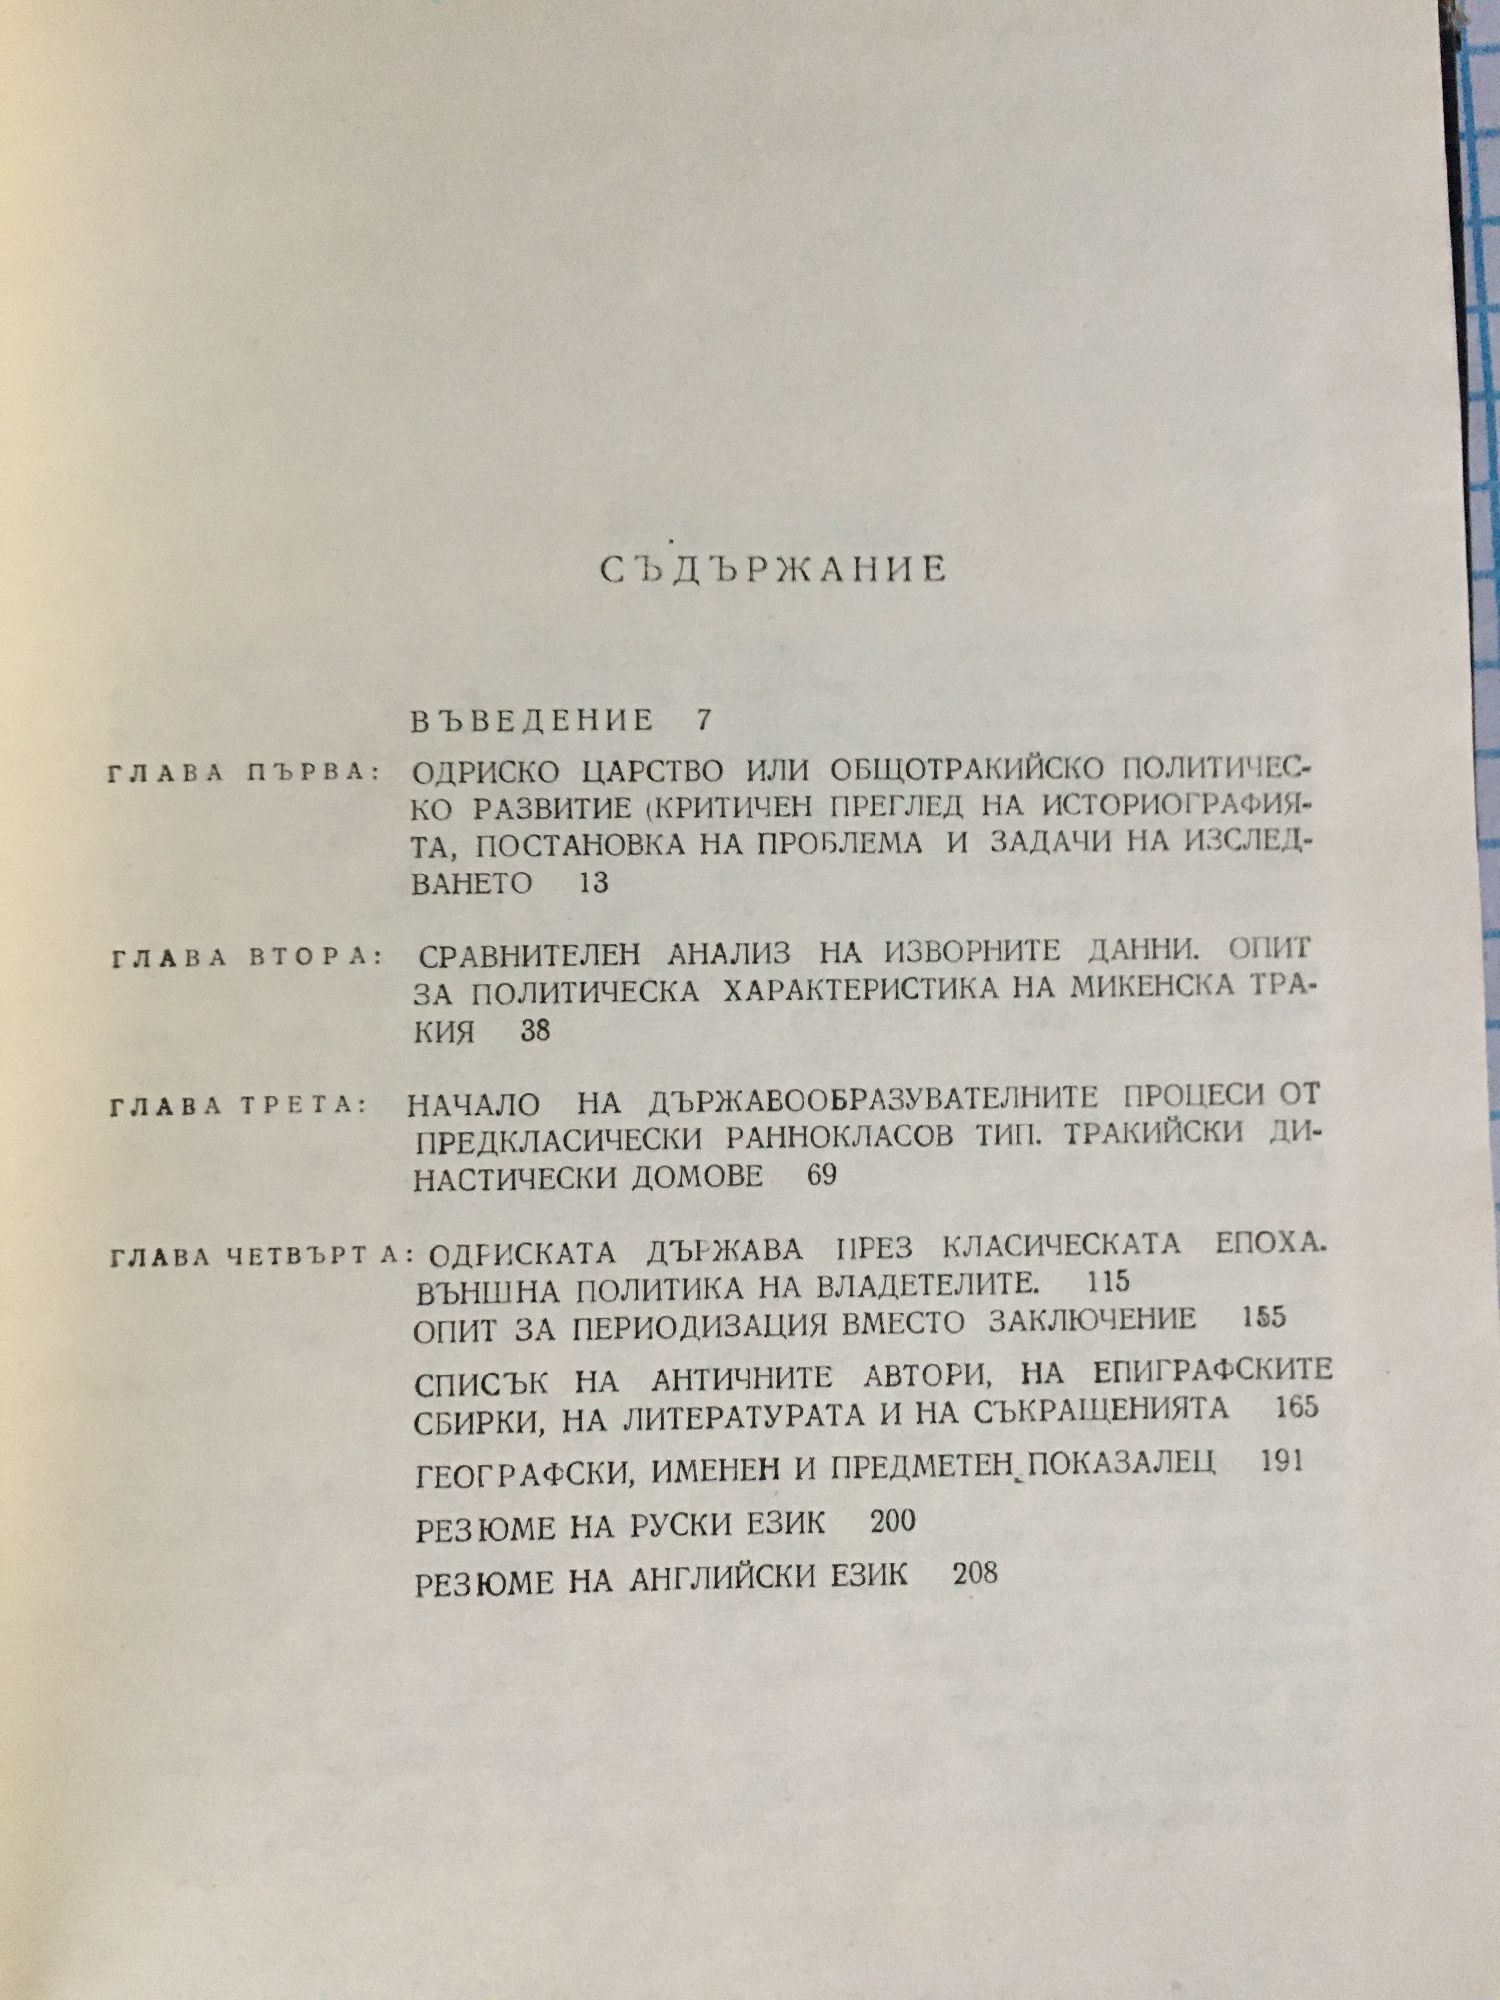 СЪДЪРЖАНИЕ
ВЪВЕДЕНИЕ 7
ГЛАВА ПЪРВА: ОДРИСКО ЦАРСТВО ИЛИ ОБЩОТРАКИЙСКО ПОЛИТИЧЕС-
КО РАЗВИТИЕ (КРИТИЧЕН ПРЕГЛЕД НА ИСТОРИОГРАФИЯ-
ТА, ПОСТАНОВКА НА ПРОБЛЕМА И ЗАДАЧИ НА ИЗСЛЕД-
ВАНЕТО 13
ГЛАВА ВТОРА: СРАВНИТЕЛЕН АНАЛИЗ НА ИЗВОРНИТЕ ДАННИ. ОПИТ
ЗА ПОЛИТИЧЕСКА ХАРАКТЕРИСТИКА НА МИКЕНСКА ТРА-
КИЯ 38
ГЛАВА ТРЕТА: НАЧАЛО НА ДЪРЖАВООБРАЗУВАТЕЛНИТЕ ПРОЦЕСИ ОТ
ПРЕДКЛАСИЧЕСКИ РАННОКЛАСОВ ТИП. ТРАКИЙСКИ ДИ-
НАСТИЧЕСКИ ДОМОВЕ 69
ГЛАВА ЧЕТВЪРТА: ОДРИСКАТА ДЪРЖАВА ПРЕЗ КЛАСИЧЕСКАТА ЕПОХА.
ВЪНШНА ПОЛИТИКА НА ВЛАДЕТЕЛИТЕ. 115
ОПИТ ЗА ПЕРИОДИЗАЦИЯ ВМЕСТО ЗАКЛЮЧЕНИЕ 155
СПИСЪК НА АНТИЧНИТЕ АВТОРИ, НА ЕПИГРАФСКИТЕ
СБИРКИ, НА ЛИТЕРАТУРАТА И НА СЪКРАЩЕНИЯТА 165
ГЕОГРАФСКИ, ИМЕНЕН И ПРЕДМЕТЕН ПОКАЗАЛЕЦ 191
РЕЗЮМЕ НА РУСКИ ЕЗИК 200
РЕЗЮМЕ НА АНГЛИЙСКИ ЕЗИК 208